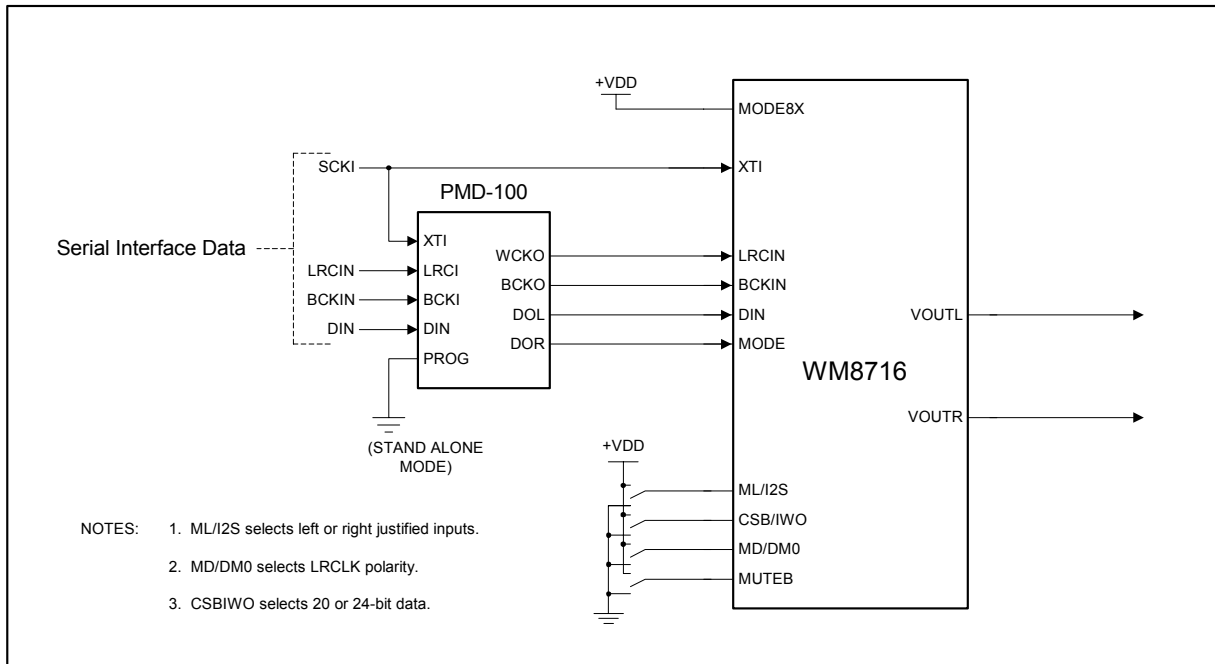 +VDD
MODE8X
SCKI
XTI
PMD-100
Serial Interface Data
XTI
WCKO
LRCIN
LRCIN
LRCI
BCKO
BCKIN
BCKIN
BCKI
DOL
DIN
VOUTL
DIN
DIN
DOR
MODE
PROG
WM8716
VOUTR
(STAND ALONE
MODE)
+VDD
ML/I2S
CSB/IWO
MD/DM0
MUTEB
NOTES: 1. ML/I2S selects left or right justified inputs.
2. MD/DM0 selects LRCLK polarity.
3. CSBIWO selects 20 or 24-bit data.